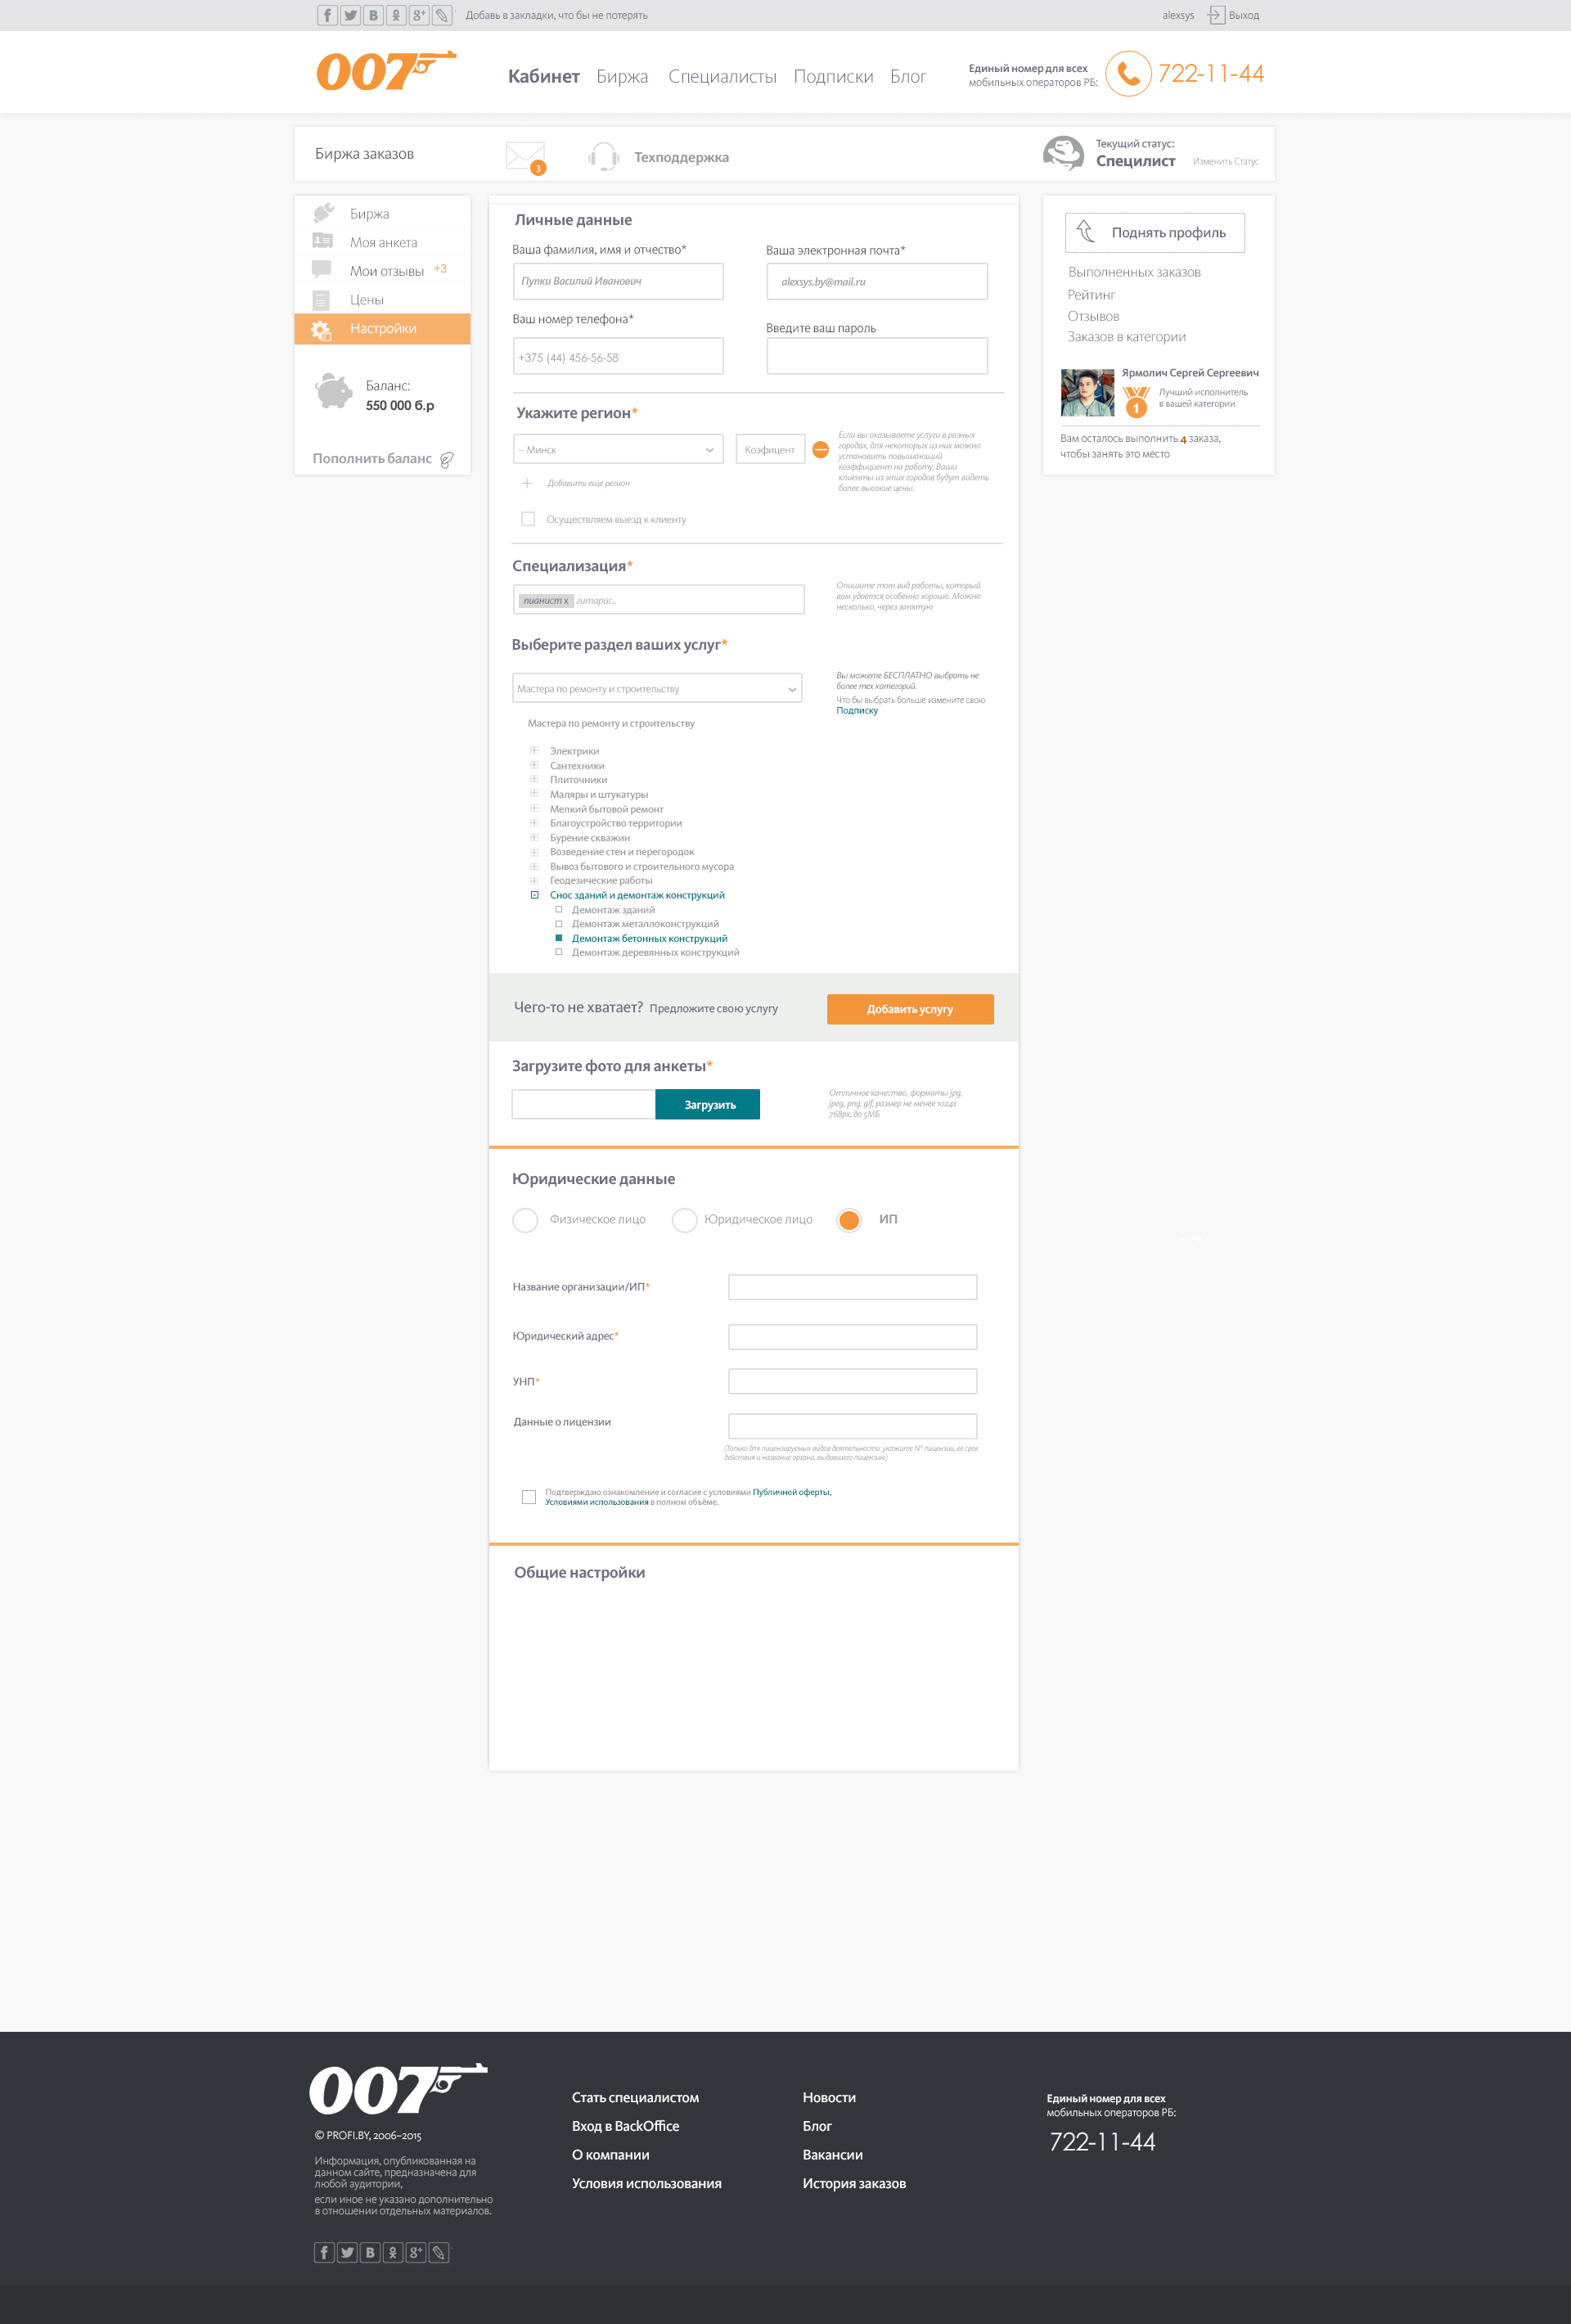 Добавь в закладки, что бы не потерять
alexsys
Выход
007
Кабинет
Биржа
Специалисты
Подписки
Блог
Единый номер для всех
мобильных операторов РБ:
722-11-44
Биржа заказов
3
Техподдержка
Текущий статус:
Специлист
Изменить Статус
Биржа
Моя анкета
Мои отзывы +3
Цены
Настройки
Баланс:
550 000 б.р
Пополнить баланс
Личные данные
Ваша фамилия, имя и отчество*
Ваша электронная почта*
Пупки Василий Иванович
alexsys.by@mail.ru
Ваш номер телефона*
Введите ваш пароль
+375 (44) 456-56-58
Укажите регион*
-- Минск
Коэфицент
Если вы оказываете услуги в разных
городах, для некоторых из них можно
установить повышающий
коэффициент на работу. Ваши
клиенты из этих городов будут видеть
более высокие цены.
Добавить еще регион
Осуществляем выезд к клиенту
Специализация*
пианист x гитарис..
Опишите тот вид работы, который
вам удается особенно хорошо. Можно
несколько, через запятую
Выберите раздел ваших услуг*
Мастера по ремонту и строительству
Вы можете БЕСПЛАТНО выбрать не
более тех категорий.
Что бы выбрать больше измените свою
Подписку
Мастера по ремонту и строительству
Электрики
Сантехники
Плиточники
Маляры и штукатуры
Мелкий бытовой ремонт
Благоустройство территории
Бурение скважин
Возведение стен и перегородок
Вывоз бытового и строительного мусора
Геодезические работы
Снос зданий и демонтаж конструкций
Демонтаж зданий
Демонтаж металлоконструкций
Демонтаж бетонных конструкций
Демонтаж деревянных конструкций
Чего-то не хватает? Предложите свою услугу
Добавить услугу
Загрузите фото для анкеты*
Загрузить
Отличное качество, форматы jpg,
jpeg, png, gif, размер не менее 1024x
768px, до 5МБ
Юридические данные
Физическое лицо
Юридическое лицо
ИП
Название организации/ИП*
Юридический адрес*
УНП*
Данные о лицензии
(Только для лицензируемых видов деятельности: укажите N° лицензии, ее срок
действия и название органа, выдавшего лицензию)
Подтверждаю ознакомление и согласие с условиями Публичной оферты,
Условиями использования в полном объёме.
Общие настройки
Поднять профиль
Выполненных заказов
Рейтинг
Отзывов
Заказов в категории
Ярмолич Сергей Сергеевич
1
Лучший исполнитель
в вашей категории
Вам осталось выполнить 4 заказа,
чтобы занять это место
007
© PROFI.BY, 2006–2015
Информация, опубликованная на
данном сайте, предназначена для
любой аудитории,
если иное не указано дополнительно
в отношении отдельных материалов.
Стать специалистом
Вход в BackOffice
О компании
Условия использования
Новости
Блог
Вакансии
История заказов
Единый номер для всех
мобильных операторов РБ:
722-11-44